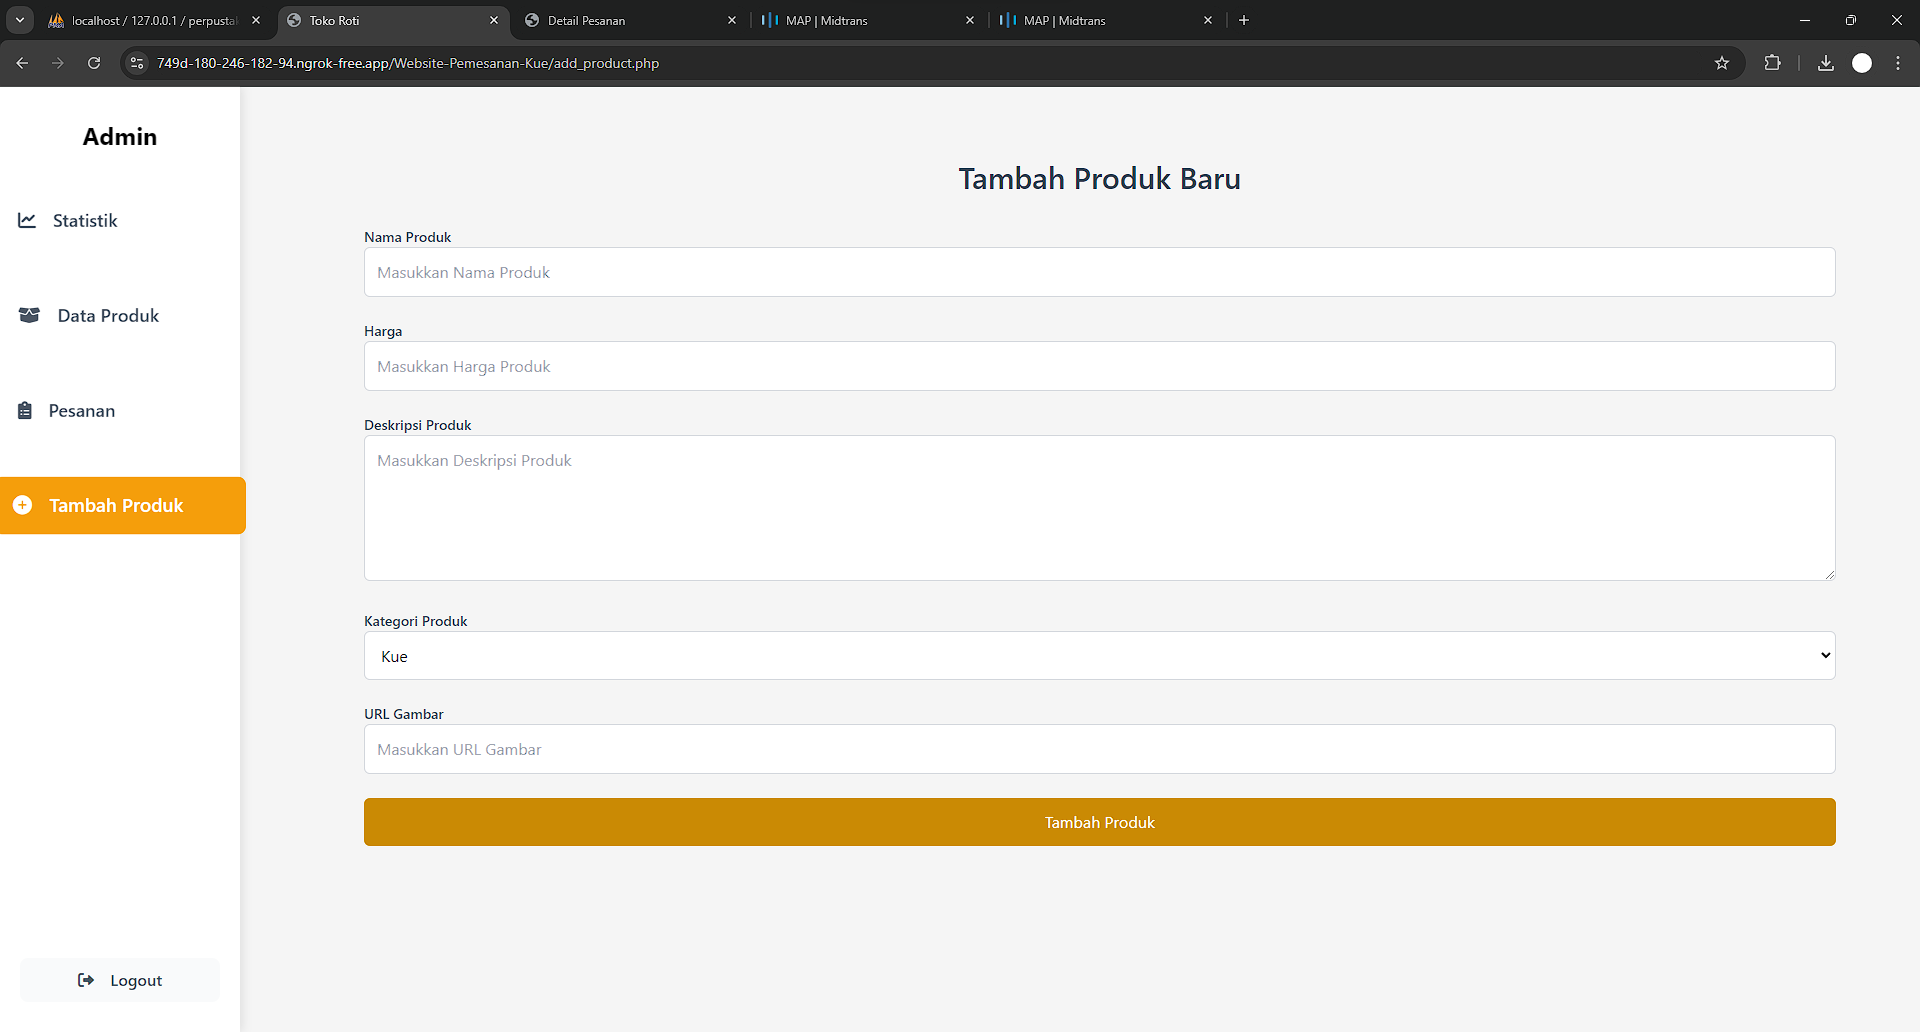 localhost / 127.0.0.1 / perpusta
Toko Roti
Detail Pesanan
MAP | Midtrans
MAP | Midtrans
749d-180-246-182-94.ngrok-free.app/Website-Pemesanan-Kue/add_product.php
Admin
Statistik
Data Produk
Pesanan
Tambah Produk
Logout
Tambah Produk Baru
Nama Produk
Masukkan Nama Produk
Harga
Masukkan Harga Produk
Deskripsi Produk
Masukkan Deskripsi Produk
Kategori Produk
Kue
URL Gambar
Masukkan URL Gambar
Tambah Produk